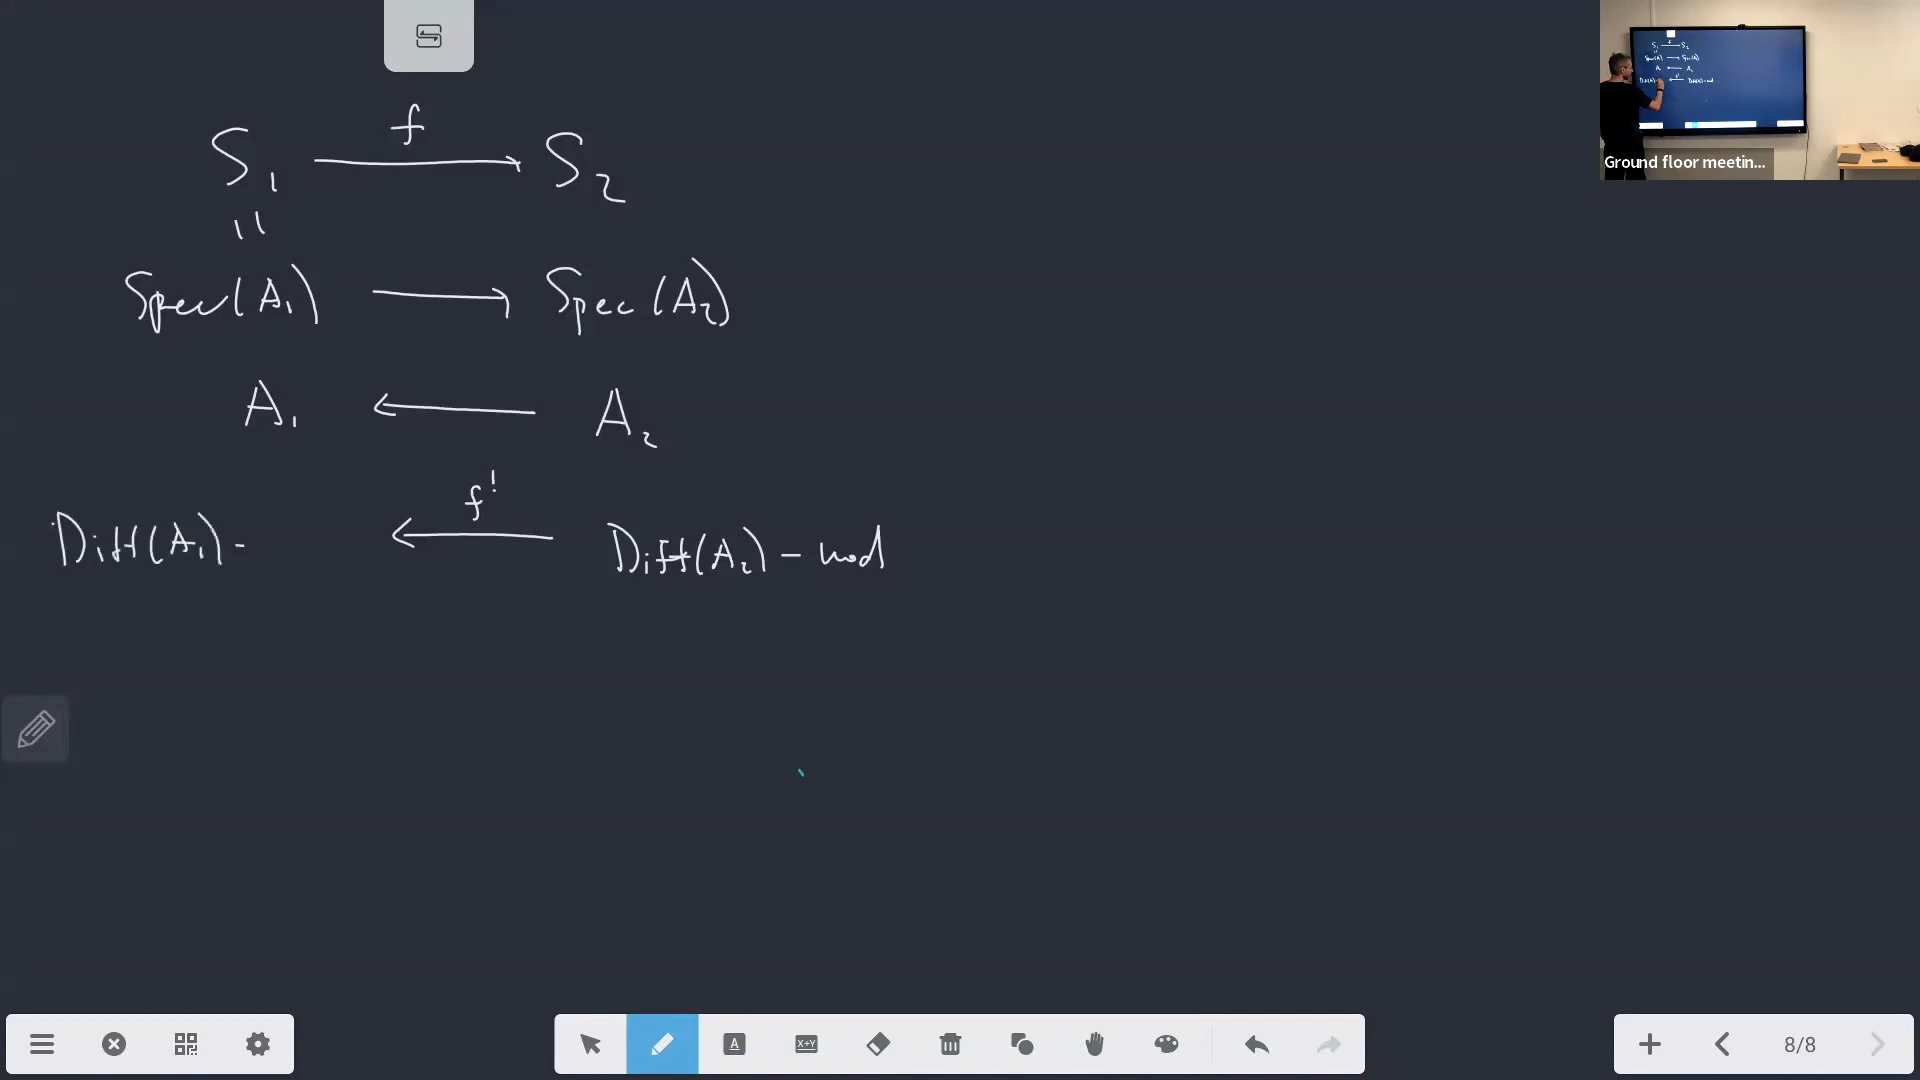 f
S₁ ⟶ S₂
||
Spec(A₁) ⟶ Spec(A₂)
A₁ ⟵ A₂
f!
Diff(A₁) - ⟵ Diff(A₂) - mod
Ground floor meetin...
A
X+Y
8/8